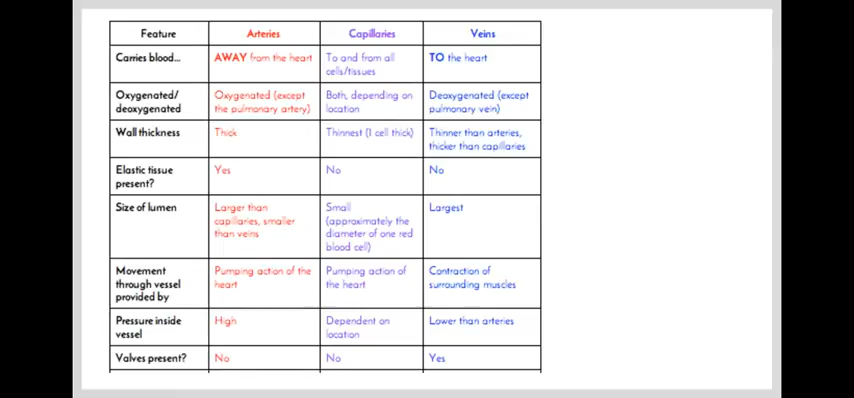 Feature Arteries Capillaries Veins
Carries blood... AWAY from the heart To and from all cells/tissues TO the heart
Oxygenated/ deoxygenated Oxygenated (except the pulmonary artery) Both, depending on location Deoxygenated (except pulmonary vein)
Wall thickness Thick Thinnest (1 cell thick) Thinner than arteries, thicker than capillaries
Elastic tissue present? Yes No No
Size of lumen Larger than capillaries, smaller than veins Small (approximately the diameter of one red blood cell) Largest
Movement through vessel provided by Pumping action of the heart Pumping action of the heart Contraction of surrounding muscles
Pressure inside vessel High Dependent on location Lower than arteries
Valves present? No No Yes